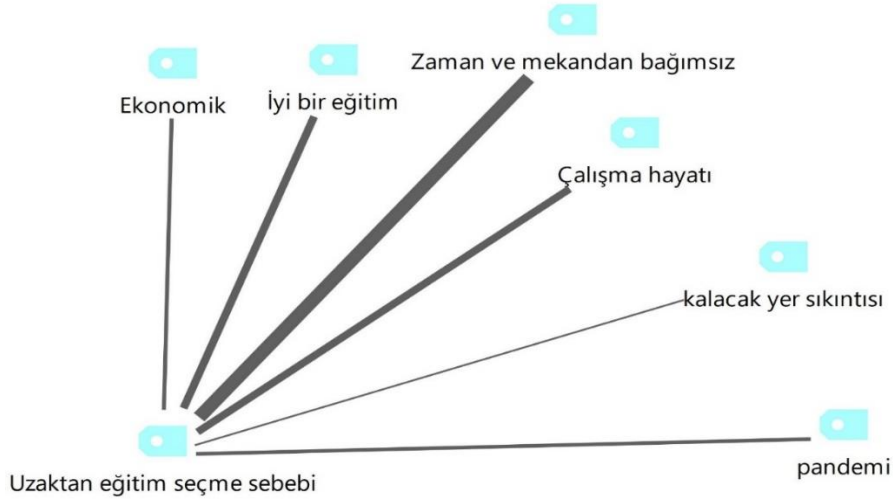 Zaman ve mekandan bağımsız
Ekonomik
İyi bir eğitim
Çalışma hayatı
kalacak yer sıkıntısı
pandemi
Uzaktan eğitim seçme sebebi